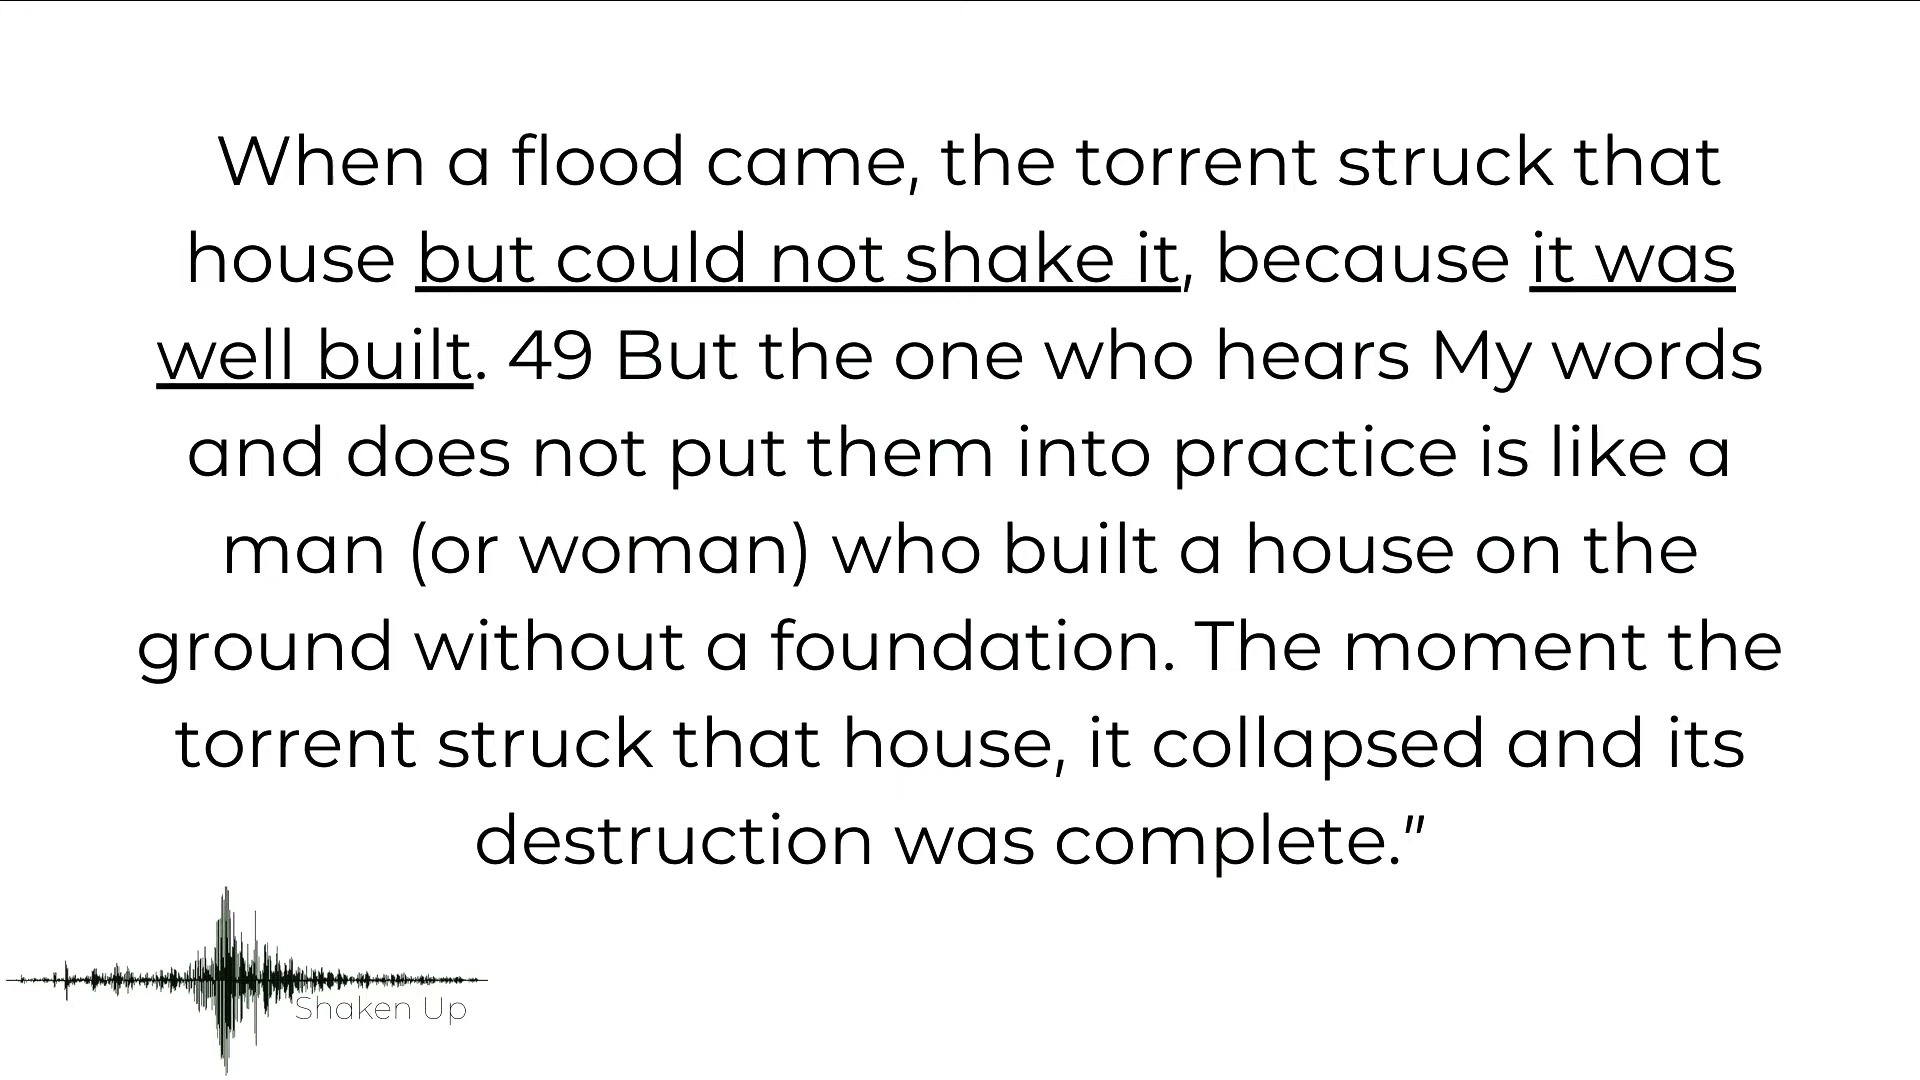 When a flood came, the torrent struck that
house but could not shake it, because it was
well built. 49 But the one who hears My words
and does not put them into practice is like a
man (or woman) who built a house on the
ground without a foundation. The moment the
torrent struck that house, it collapsed and its
destruction was complete.”
Shaken Up